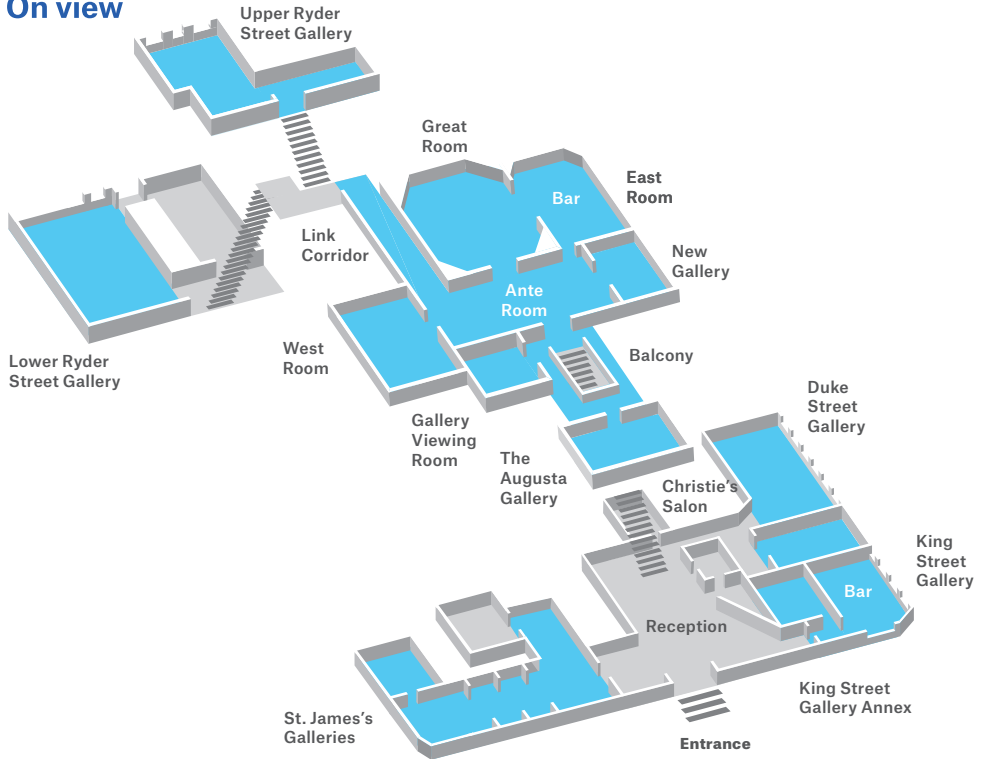 On view
Upper Ryder
Street Gallery
Great
Room
Bar
East
Room
Link
Corridor
New
Gallery
Ante
Room
Lower Ryder
Street Gallery
West
Room
Balcony
Gallery
Viewing
Room
Duke
Street
Gallery
The
Augusta
Gallery
Christie's
Salon
King
Street
Gallery
Bar
Reception
St. James's
Galleries
King Street
Gallery Annex
Entrance